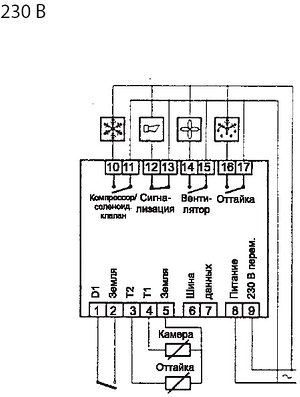 230 В
10 11 12 13 14 15 16 17
Компрессор/ соленоид. клапан
Сигна- лизация
Венти- лятор
Оттайка
D1
Земля
T2
T1
Земля
Шина данных
Питание 230 В перем.
1 2 3 4 5 6 7 8 9
Камера
Оттайка
~